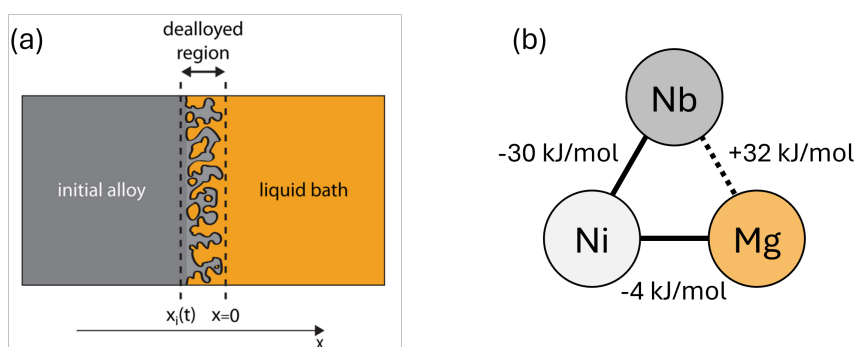 (a)
dealloyed
region
initial alloy
liquid bath
xi(t)
x=0
x
(b)
Nb
-30 kJ/mol
+32 kJ/mol
Ni
Mg
-4 kJ/mol